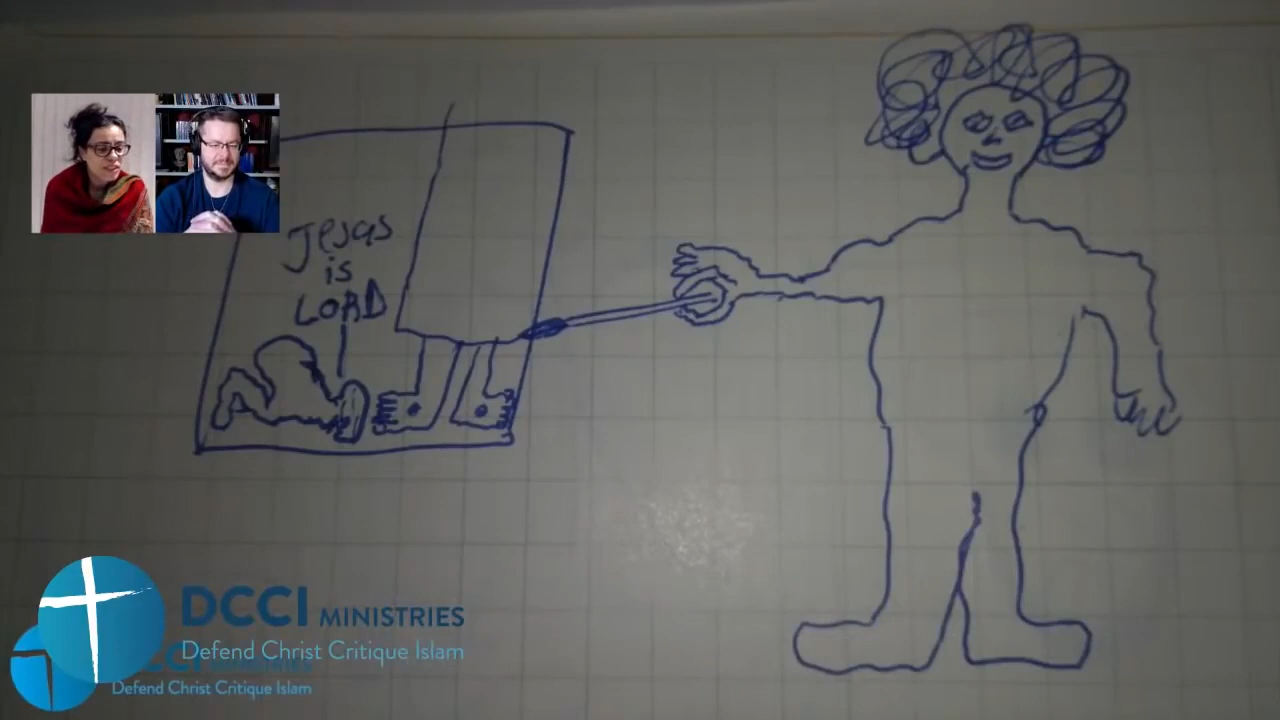 Jesus
is
LORD
DCCI MINISTRIES
Defend Christ Critique Islam
Defend Christ Critique Islam